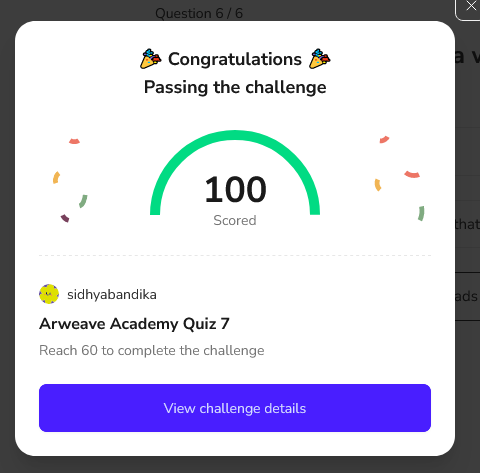 Question 6 / 6
a w
Congratulations
Passing the challenge
100
Scored
that
sidhyabandika
ads
Arweave Academy Quiz 7
Reach 60 to complete the challenge
View challenge details